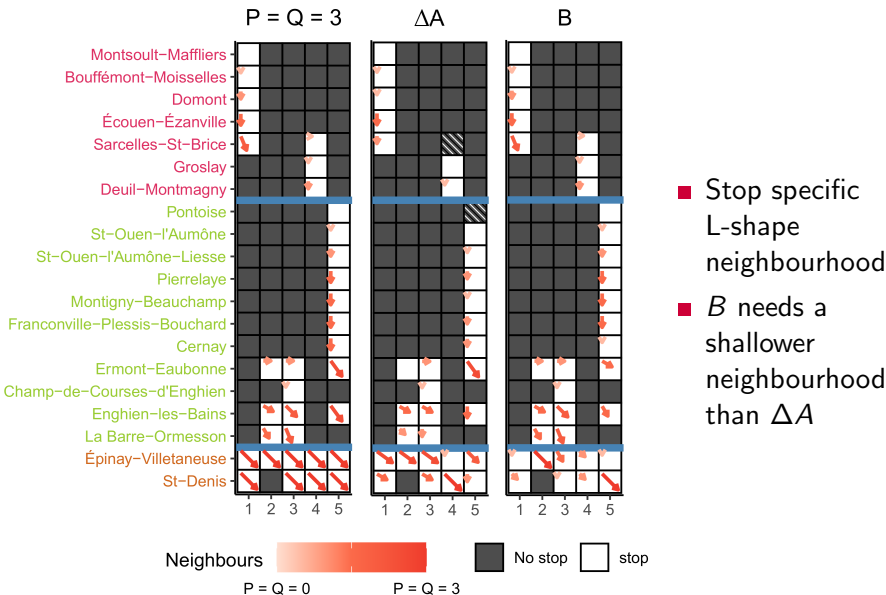 P = Q = 3
ΔA
B
Montsoult−Maffliers
Bouffémont−Moisselles
Domont
Écouen−Ézanville
Sarcelles−St−Brice
Groslay
Deuil−Montmagny
Pontoise
St−Ouen−l'Aumône
St−Ouen−l'Aumône−Liesse
Pierrelaye
Montigny−Beauchamp
Franconville−Plessis−Bouchard
Cernay
Ermont−Eaubonne
Champ−de−Courses−d'Enghien
Enghien−les−Bains
La Barre−Ormesson
Épinay−Villetaneuse
St−Denis
1 2 3 4 5
1 2 3 4 5
1 2 3 4 5
Neighbours
P = Q = 0
P = Q = 3
No stop
stop
Stop specific
L-shape
neighbourhood
B needs a
shallower
neighbourhood
than ΔA